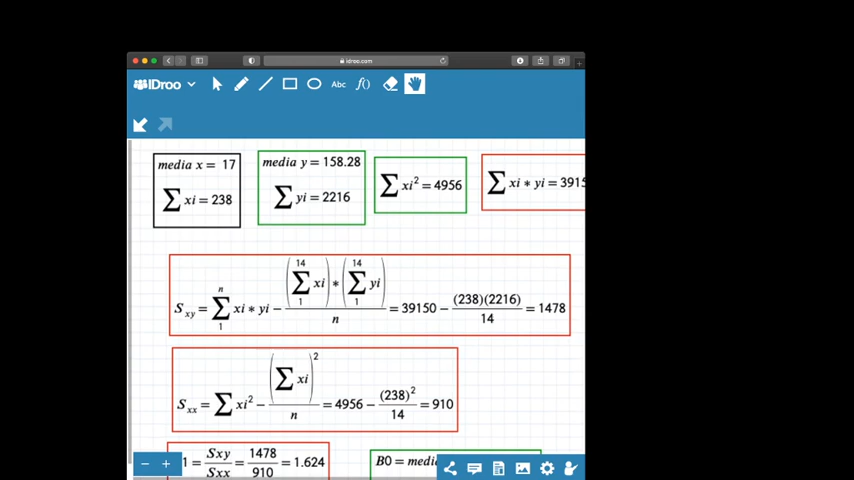 idroo.com
IDroo Abc f()
media x = 17
∑ xi = 238
media y = 158.28
∑ yi = 2216
∑ xi² = 4956
∑ xi * yi = 3915
S_xy = ∑_1^n xi * yi − ((∑_1^14 xi) * (∑_1^14 yi))/n = 39150 − (238)(2216)/14 = 1478
S_xx = ∑ xi² − (∑ xi)²/n = 4956 − (238)²/14 = 910
1 = Sxy/Sxx = 1478/910 = 1.624
B0 = media